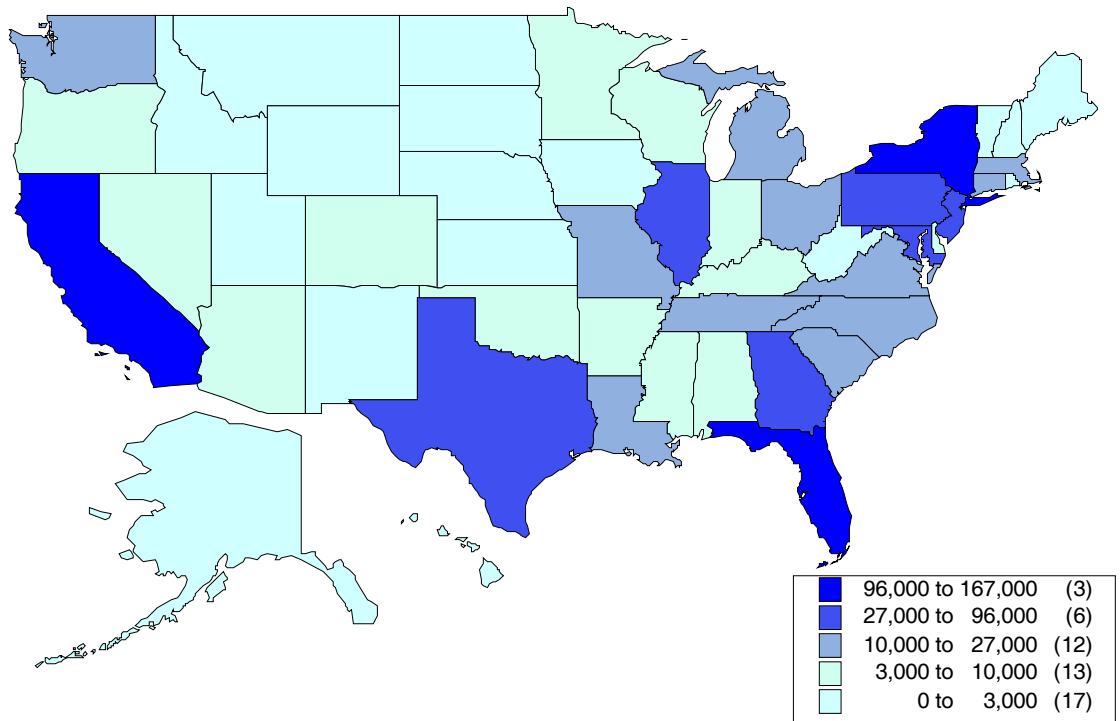 96,000 to 167,000 (3)
27,000 to 96,000 (6)
10,000 to 27,000 (12)
3,000 to 10,000 (13)
0 to 3,000 (17)